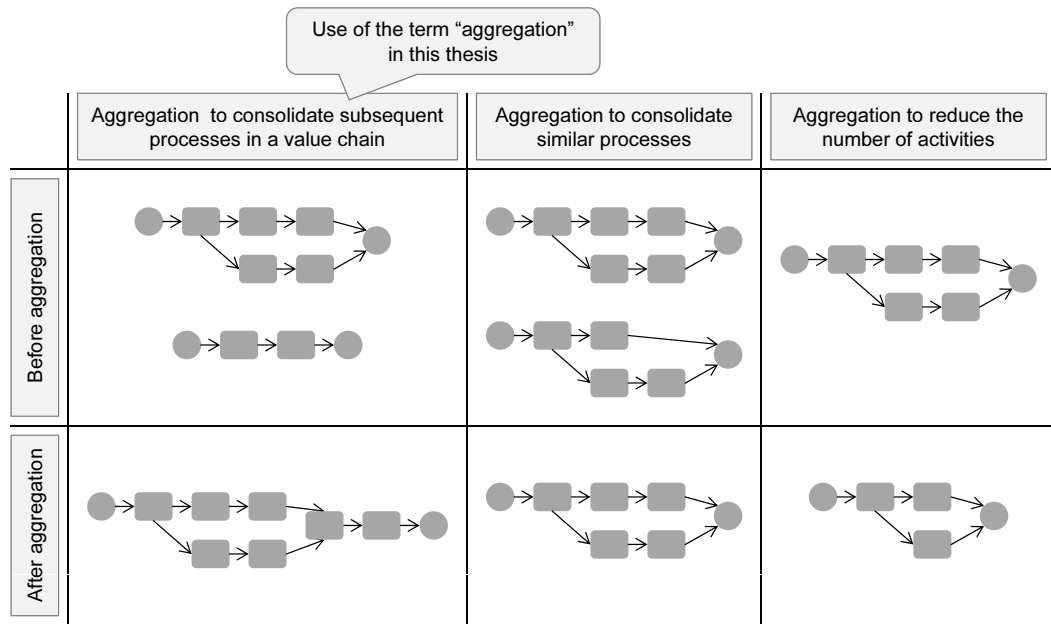 Use of the term “aggregation”
in this thesis
Aggregation to consolidate subsequent
processes in a value chain
Aggregation to consolidate
similar processes
Aggregation to reduce the
number of activities
Before aggregation
After aggregation